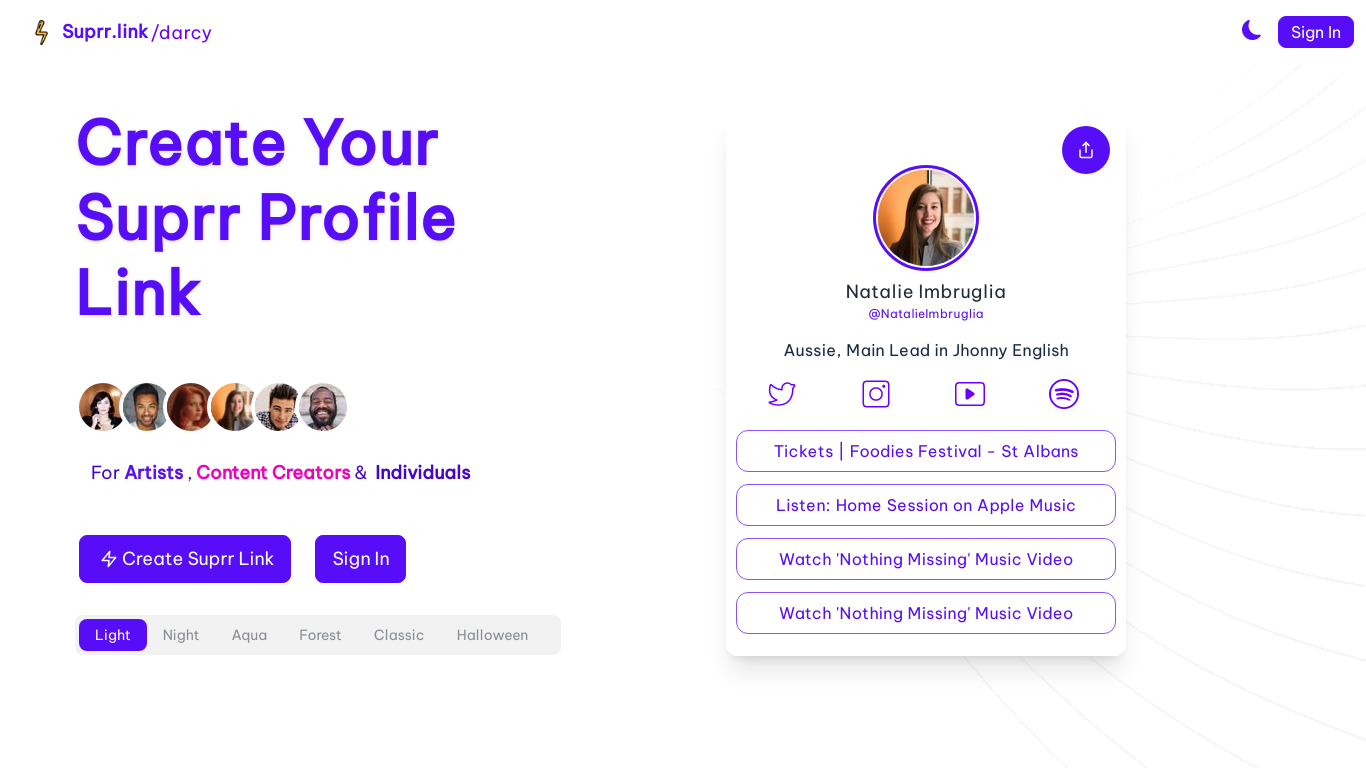 Suprr.link /darcy
Sign In
Create Your
Suprr Profile
Link
For Artists , Content Creators & Individuals
Create Suprr Link
Sign In
Light Night Aqua Forest Classic Halloween
Natalie Imbruglia
@NatalieImbruglia
Aussie, Main Lead in Jhonny English
Tickets | Foodies Festival - St Albans
Listen: Home Session on Apple Music
Watch 'Nothing Missing' Music Video
Watch 'Nothing Missing' Music Video